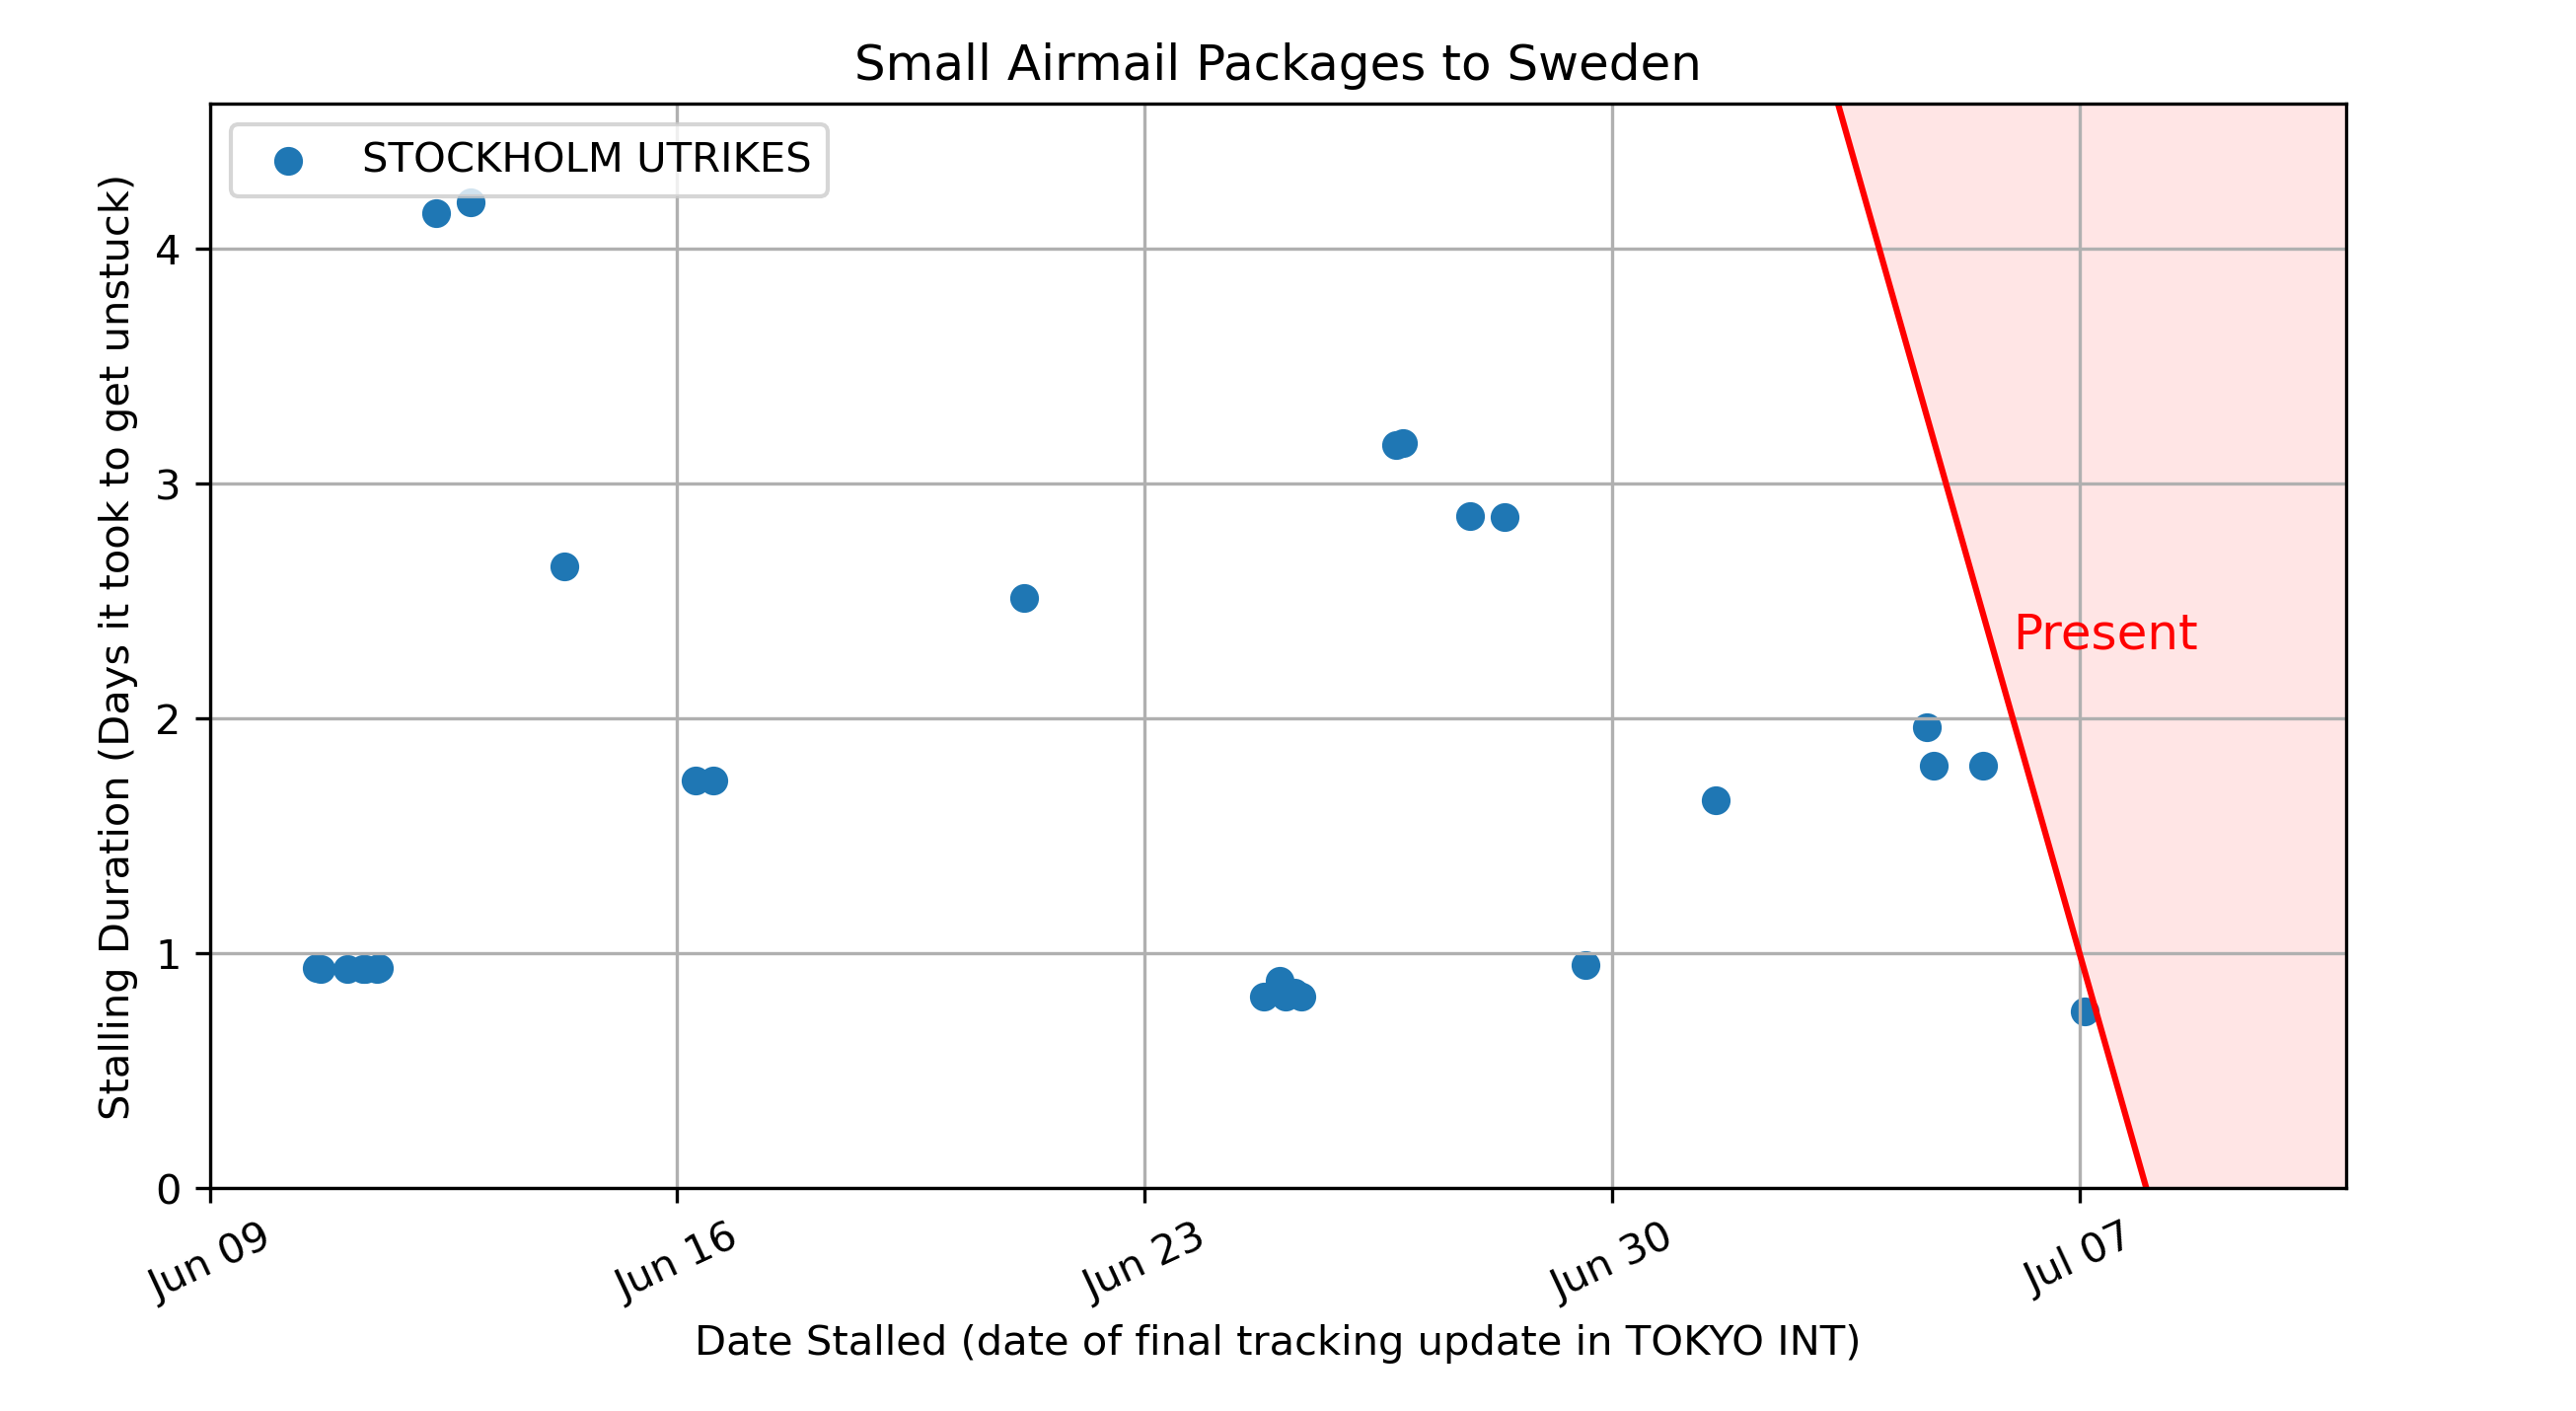 Small Airmail Packages to Sweden
STOCKHOLM UTRIKES
Stalling Duration (Days it took to get unstuck)
4
3
2
1
0
Present
Jun 09
Jun 16
Jun 23
Jun 30
Jul 07
Date Stalled (date of final tracking update in TOKYO INT)